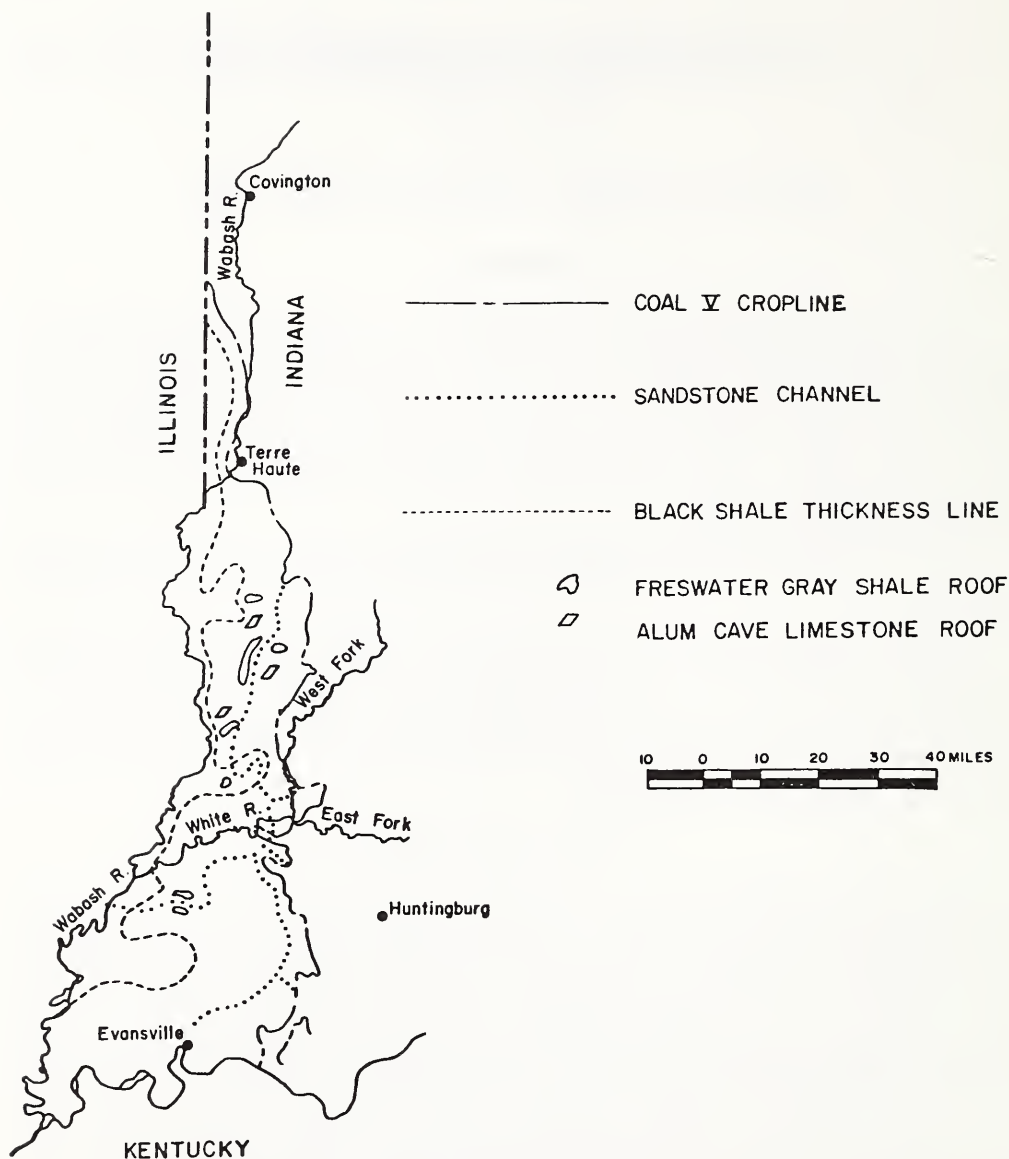 Covington
Wabash R.
INDIANA
ILLINOIS
Terre
Haute
West Fork
White R.
East Fork
Wabash R.
Huntingburg
Evansville
KENTUCKY
COAL V CROPLINE
SANDSTONE CHANNEL
BLACK SHALE THICKNESS LINE
FRESWATER GRAY SHALE ROOF
ALUM CAVE LIMESTONE ROOF
10 0 10 20 30 40 MILES